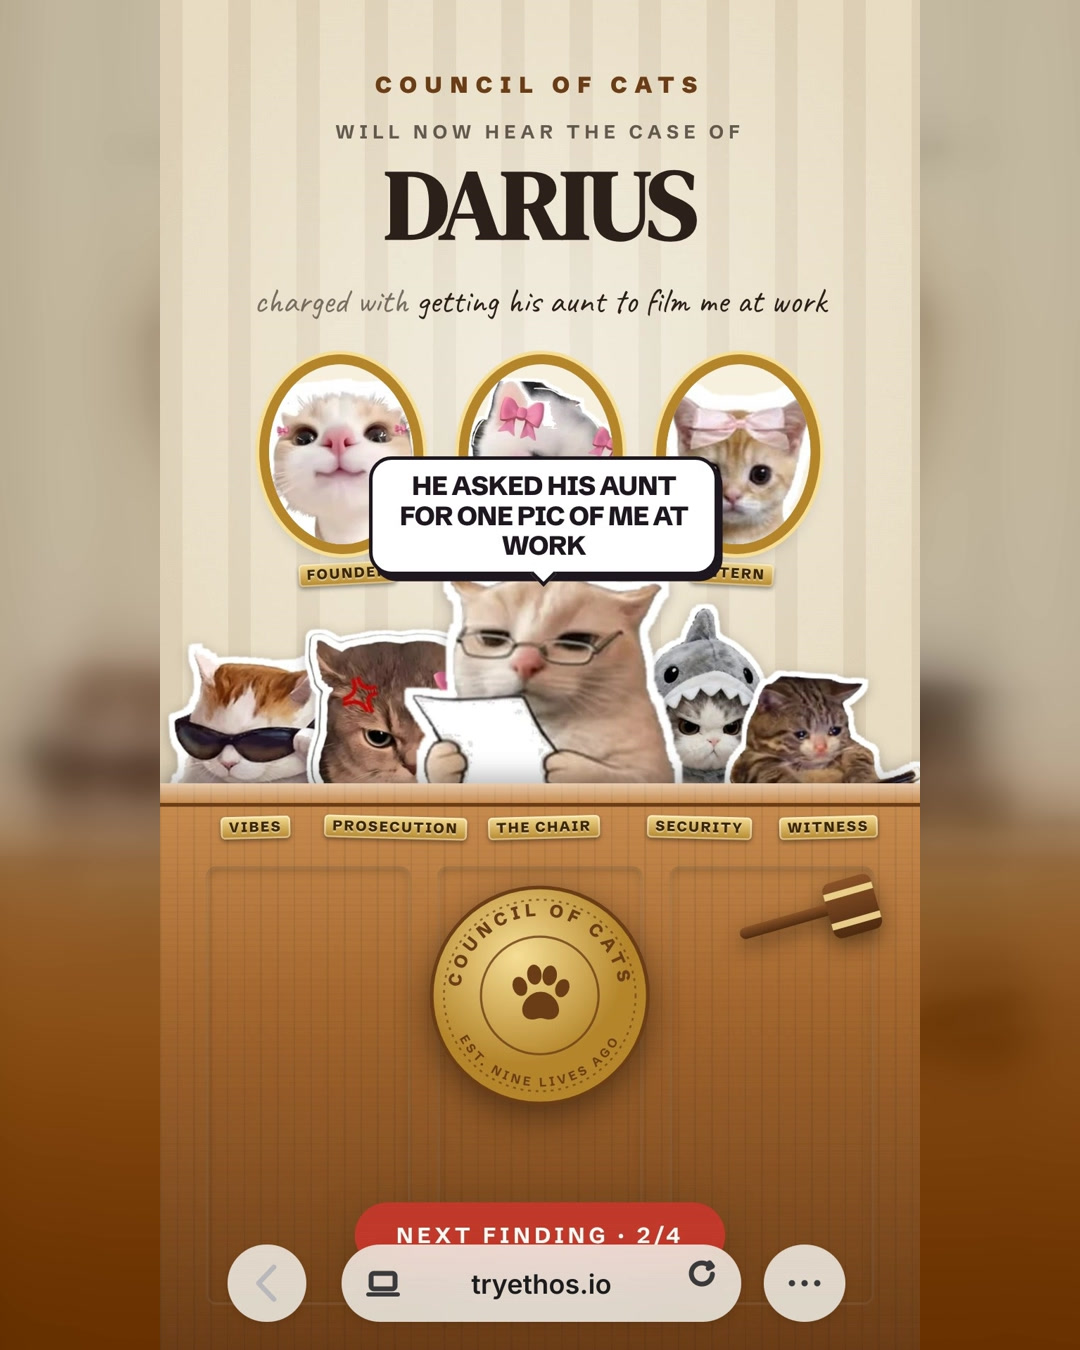 COUNCIL OF CATS
WILL NOW HEAR THE CASE OF
DARIUS
charged with getting his aunt to film me at work
HE ASKED HIS AUNT
FOR ONE PIC OF ME AT
WORK
FOUNDE
TERN
VIBES
PROSECUTION
THE CHAIR
SECURITY
WITNESS
COUNCIL OF CATS
EST. NINE LIVES AGO
NEXT FINDING · 2/4
tryethos.io